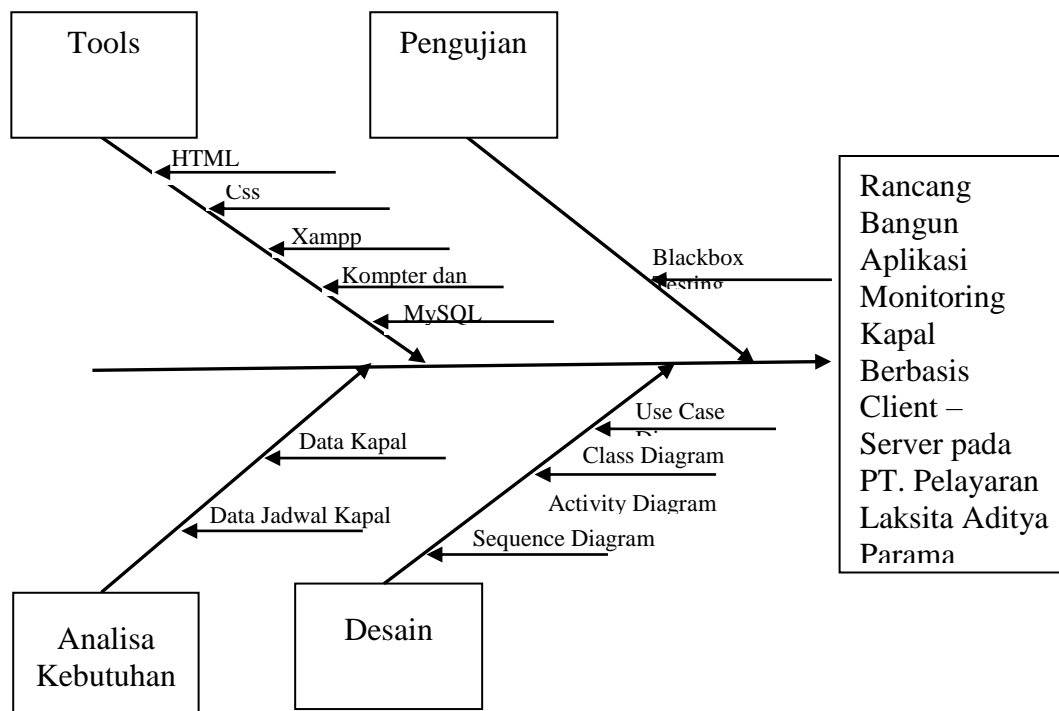 Tools
Pengujian
HTML
Css
Xampp
Kompter dan
MySQL
Blackbox
Testing
Rancang
Bangun
Aplikasi
Monitoring
Kapal
Berbasis
Client –
Server pada
PT. Pelayaran
Laksita Aditya
Parama
Data Kapal
Data Jadwal Kapal
Use Case
Class Diagram
Activity Diagram
Sequence Diagram
Analisa
Kebutuhan
Desain